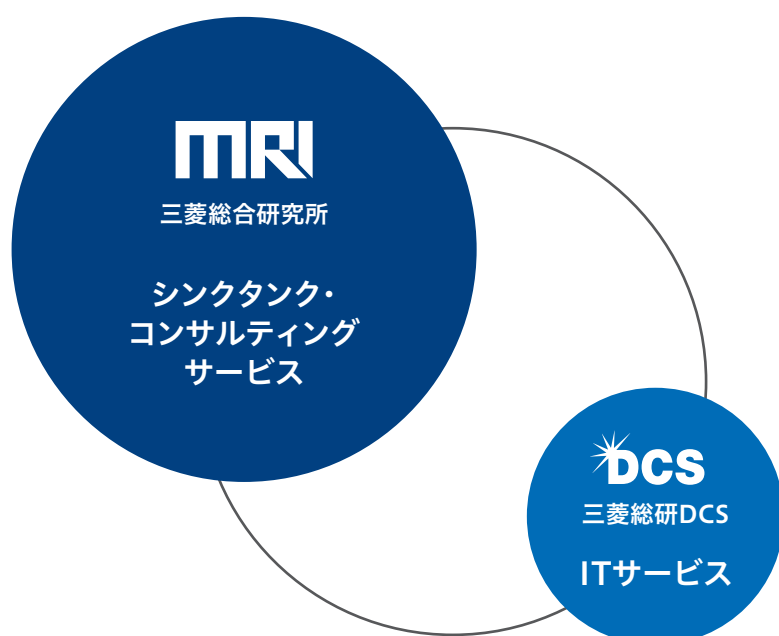 MRI
三菱総合研究所
シンクタンク・
コンサルティング
サービス
DCS
三菱総研DCS
ITサービス